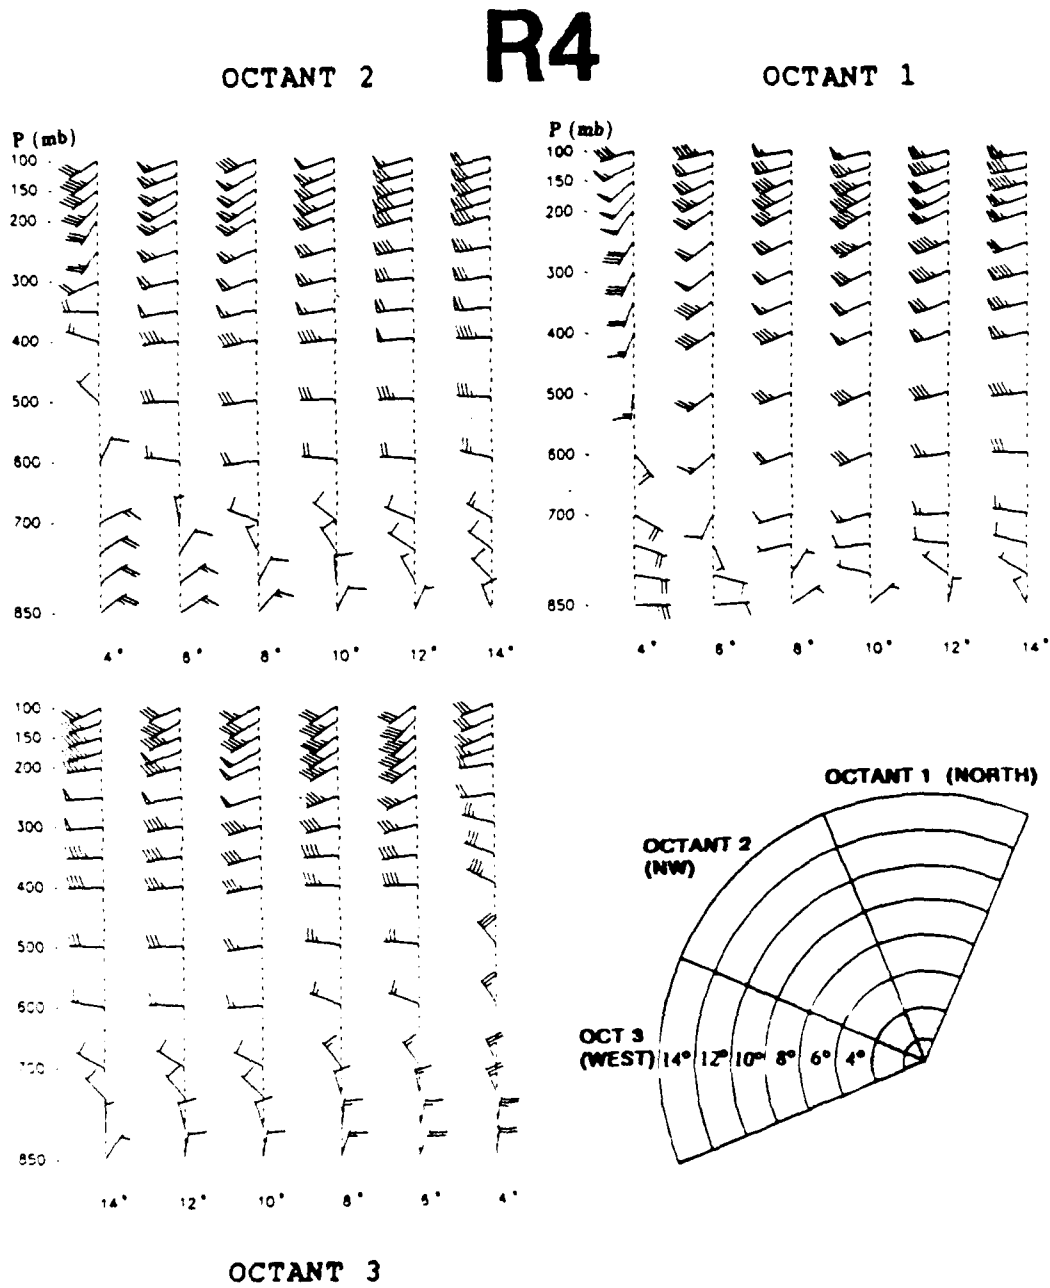 R4
OCTANT 2
OCTANT 1
P (mb)
100
150
200
300
400
500
600
700
850
4° 6° 8° 10° 12° 14°
P (mb)
100
150
200
300
400
500
600
700
850
4° 6° 8° 10° 12° 14°
100
150
200
300
400
500
600
700
850
14° 12° 10° 8° 6° 4°
OCTANT 3
OCTANT 1 (NORTH)
OCTANT 2
(NW)
OCT 3
(WEST) 14° 12° 10° 8° 6° 4°